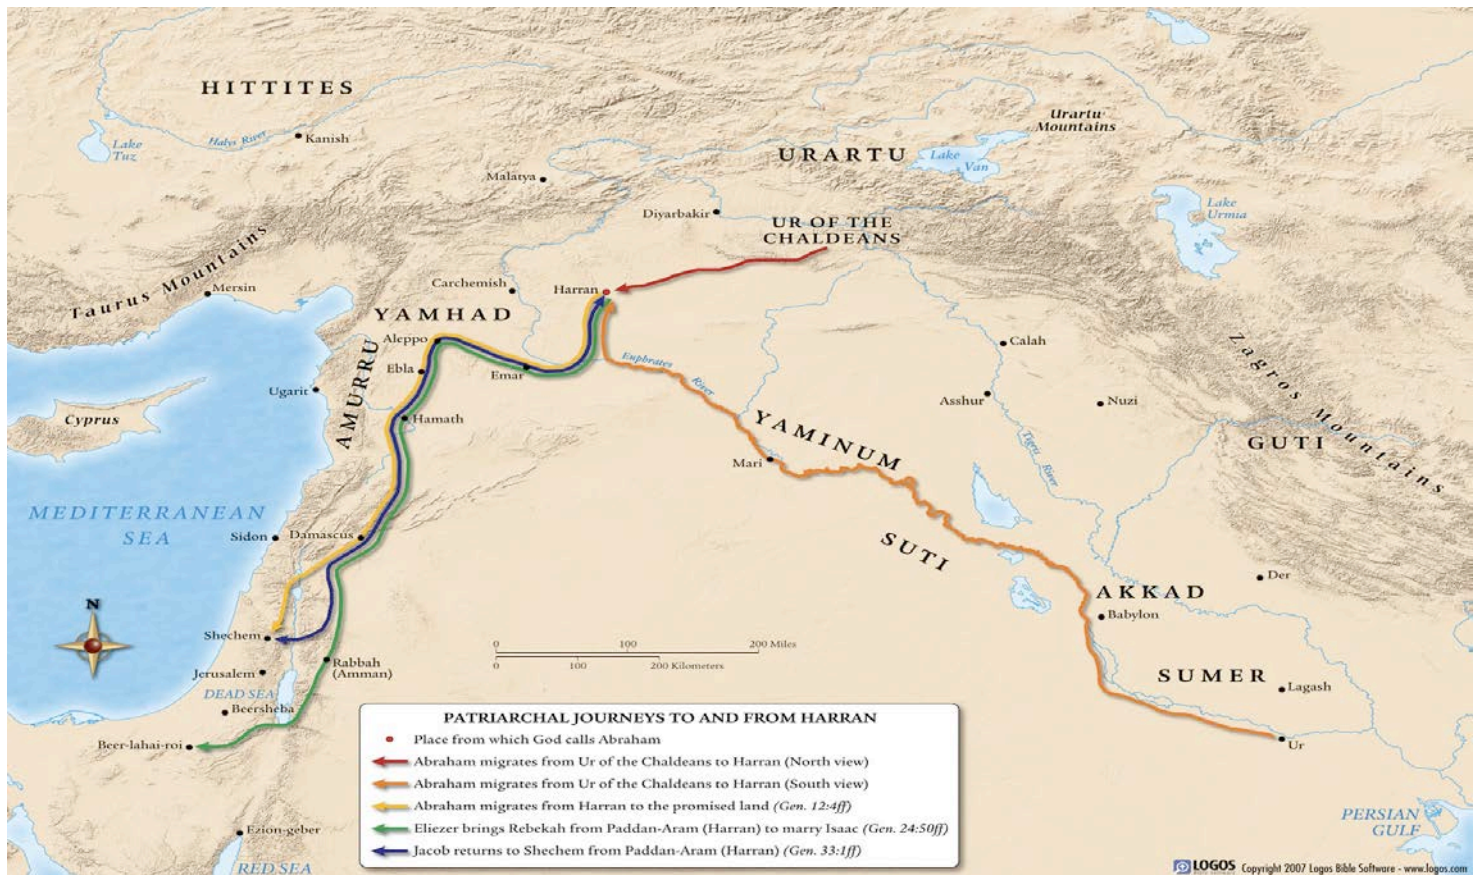 HITTITES
Halys River
Kanish
Lake
Tuz
Malatya
URARTU
Urartu
Mountains
Lake
Van
Lake
Urmia
Diyarbakir
UR OF THE
CHALDEANS
Taurus Mountains
Mersin
Carchemish
Harran
YAMHAD
Aleppo
Ebla
Emar
Euphrates
River
Calah
Zagros Mountains
Ugarit
AMURRU
Hamath
Cyprus
Asshur
Nuzi
Tigris River
GUTI
YAMINUM
Mari
MEDITERRANEAN
SEA
Sidon
Damascus
SUTI
Der
AKKAD
Babylon
N
Shechem
Jerusalem
Rabbah
(Amman)
DEAD SEA
Beersheba
Beer-lahai-roi
0 100 200 Miles
0 100 200 Kilometers
SUMER
Lagash
Ur
PATRIARCHAL JOURNEYS TO AND FROM HARRAN
Place from which God calls Abraham
Abraham migrates from Ur of the Chaldeans to Harran (North view)
Abraham migrates from Ur of the Chaldeans to Harran (South view)
Abraham migrates from Harran to the promised land (Gen. 12:4ff)
Eliezer brings Rebekah from Paddan-Aram (Harran) to marry Isaac (Gen. 24:50ff)
Jacob returns to Shechem from Paddan-Aram (Harran) (Gen. 33:1ff)
Ezion-geber
RED SEA
PERSIAN
GULF
LOGOS Copyright 2007 Logos Bible Software - www.logos.com